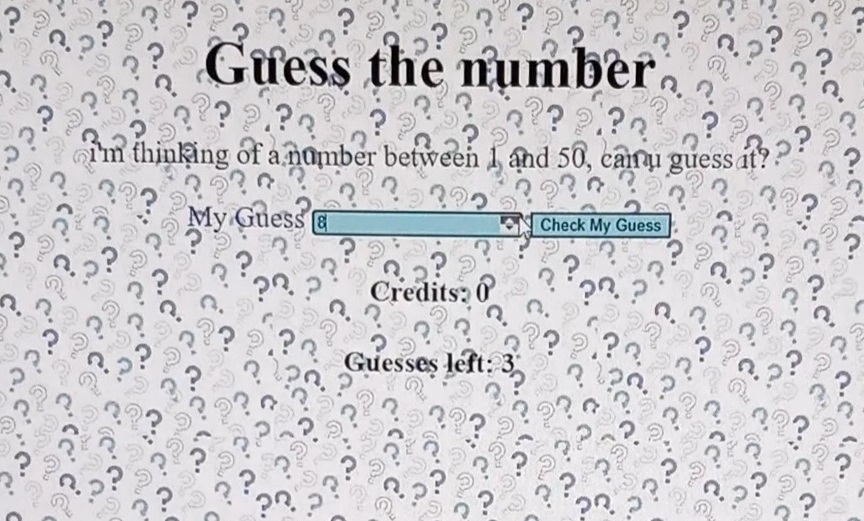 Guess the number
i'm thinking of a number between 1 and 50, can u guess it?
My Guess 8 Check My Guess
Credits: 0
Guesses left: 3